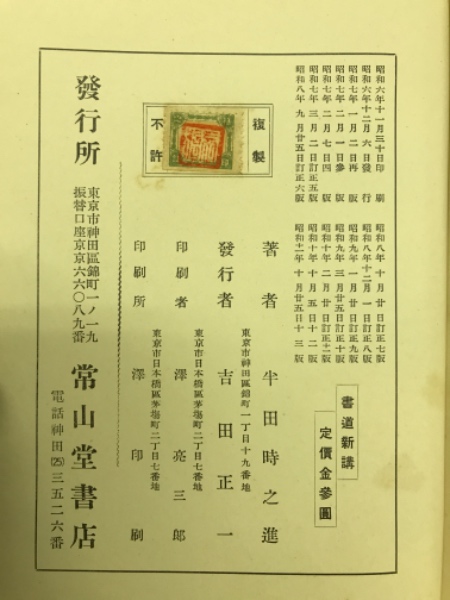 昭和六年十一月三十日印刷
昭和六年十二月六日發行
昭和七年一月二日再版
昭和七年二月一日參版
昭和七年二月七日四版
昭和七年三月二日訂正五版
昭和八年九月廿五日訂正六版
昭和八年十月廿日訂正七版
昭和八年十二月一日訂正八版
昭和九年一月廿日訂正九版
昭和九年三月廿五日訂正十版
昭和十年二月廿日訂正十一版
昭和十年十月五日十二版
昭和十一年十月廿五日十三版
書道新講
定價金參圓
複製
不許
著者 半田時之進
東京市神田區錦町一丁目十九番地
發行者 吉田正一
東京市日本橋區茅場町二丁目七番地
印刷者 澤亮三郎
東京市日本橋區茅場町二丁目七番地
印刷所 澤印刷
發行所
東京市神田區錦町一ノ一九
振替口座東京六六〇八九番
常山堂書店
電話神田(25)三五二六番